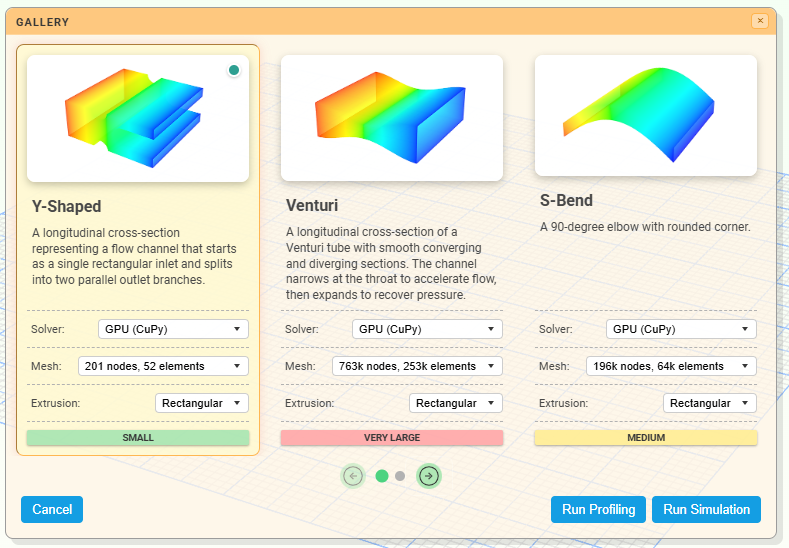 GALLERY
Y-Shaped
A longitudinal cross-section
representing a flow channel that starts
as a single rectangular inlet and splits
into two parallel outlet branches.
Solver: GPU (CuPy)
Mesh: 201 nodes, 52 elements
Extrusion: Rectangular
SMALL
Venturi
A longitudinal cross-section of a
Venturi tube with smooth converging
and diverging sections. The channel
narrows at the throat to accelerate flow,
then expands to recover pressure.
Solver: GPU (CuPy)
Mesh: 763k nodes, 253k elements
Extrusion: Rectangular
VERY LARGE
S-Bend
A 90-degree elbow with rounded corner.
Solver: GPU (CuPy)
Mesh: 196k nodes, 64k elements
Extrusion: Rectangular
MEDIUM
Cancel
Run Profiling
Run Simulation